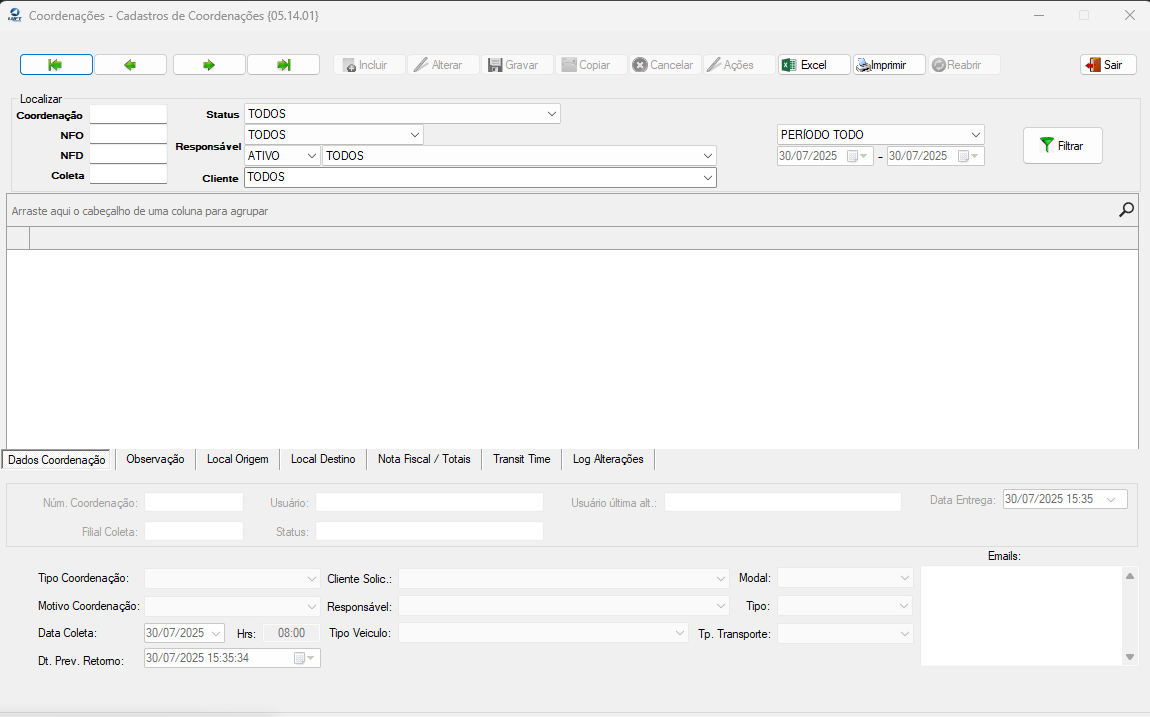 Coordenações - Cadastros de Coordenações {05.14.01}
Incluir Alterar Gravar Copiar Cancelar Ações Excel Imprimir Reabrir Sair
Localizar
Coordenação
NFO
NFD
Coleta
Status TODOS
TODOS
Responsável
ATIVO TODOS
Cliente TODOS
PERÍODO TODO
30/07/2025 - 30/07/2025
Filtrar
Arraste aqui o cabeçalho de uma coluna para agrupar
Dados Coordenação Observação Local Origem Local Destino Nota Fiscal / Totais Transit Time Log Alterações
Núm. Coordenação: Usuário: Usuário última alt.: Data Entrega: 30/07/2025 15:35
Filial Coleta: Status:
Emails:
Tipo Coordenação: Cliente Solic.: Modal:
Motivo Coordenação: Responsável: Tipo:
Data Coleta: 30/07/2025 Hrs: 08:00 Tipo Veiculo: Tp. Transporte:
Dt. Prev. Retorno: 30/07/2025 15:35:34